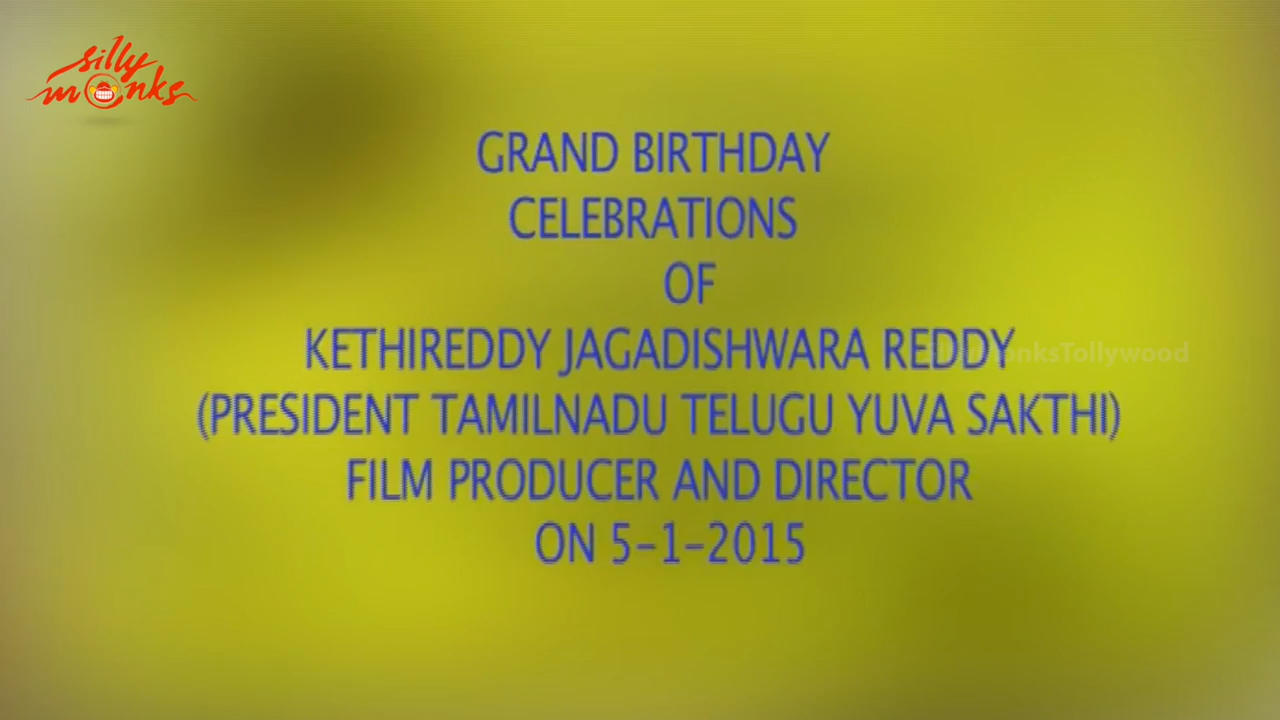 silly
monks
GRAND BIRTHDAY
CELEBRATIONS
OF
KETHIREDDY JAGADISHWARA REDDY
(PRESIDENT TAMILNADU TELUGU YUVA SAKTHI)
FILM PRODUCER AND DIRECTOR
ON 5-1-2015